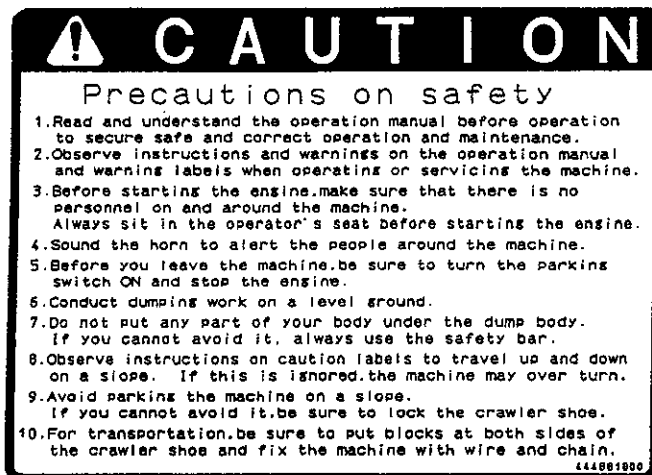 CAUTION
Precautions on safety
1.Read and understand the operation manual before operation
to secure safe and correct operation and maintenance.
2.Observe instructions and warnings on the operation manual
and warning labels when operating or servicing the machine.
3.Before starting the engine.make sure that there is no
personnel on and around the machine.
Always sit in the operator's seat before starting the engine.
4.Sound the horn to alert the people around the machine.
5.Before you leave the machine.be sure to turn the parking
switch ON and stop the engine.
6.Conduct dumping work on a level ground.
7.Do not put any part of your body under the dump body.
If you cannot avoid it, always use the safety bar.
8.Observe instructions on caution labels to travel up and down
on a slope. If this is ignored.the machine may over turn.
9.Avoid parking the machine on a slope.
If you cannot avoid it.be sure to lock the crawler shoe.
10.For transportation.be sure to put blocks at both sides of
the crawler shoe and fix the machine with wire and chain.